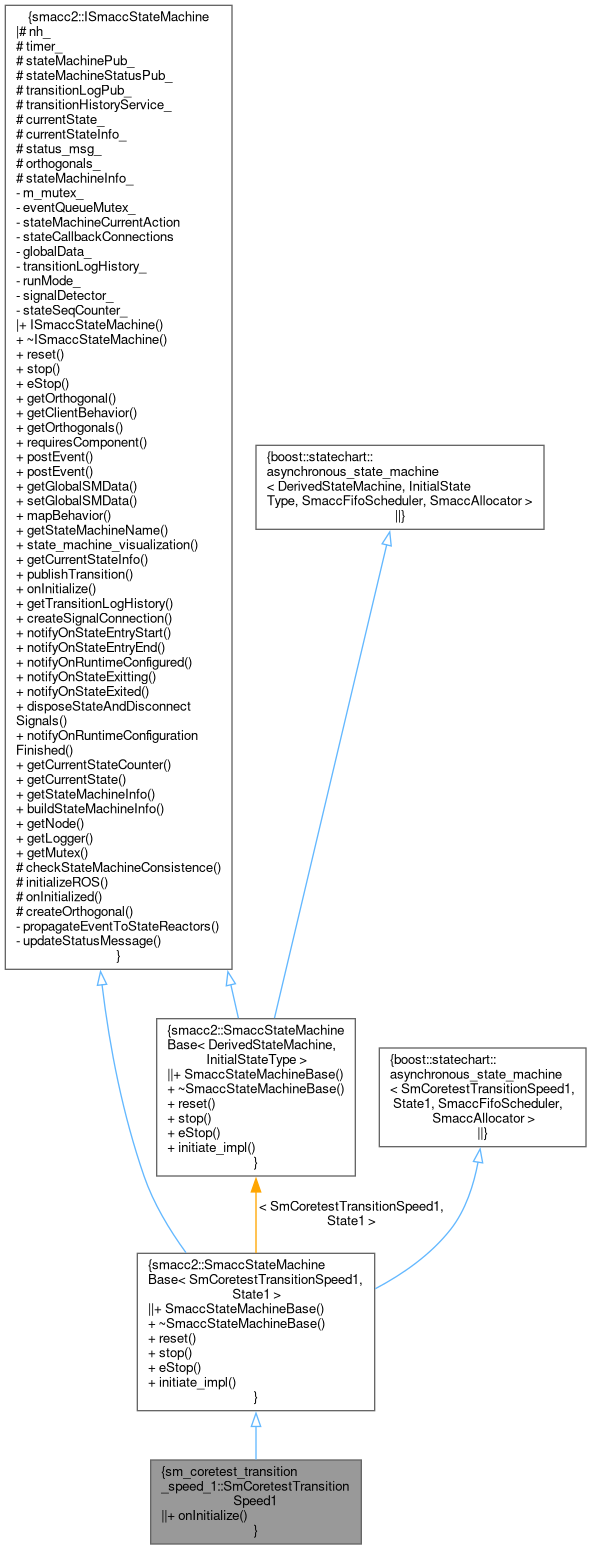 {smacc2::ISmaccStateMachine
|# nh_
# timer_
# stateMachinePub_
# stateMachineStatusPub_
# transitionLogPub_
# transitionHistoryService_
# currentState_
# currentStateInfo_
# status_msg_
# orthogonals_
# stateMachineInfo_
- m_mutex_
- eventQueueMutex_
- stateMachineCurrentAction
- stateCallbackConnections
- globalData_
- transitionLogHistory_
- runMode_
- signalDetector_
- stateSeqCounter_
|+ ISmaccStateMachine()
+ ~ISmaccStateMachine()
+ reset()
+ stop()
+ eStop()
+ getOrthogonal()
+ getClientBehavior()
+ getOrthogonals()
+ requiresComponent()
+ postEvent()
+ postEvent()
+ getGlobalSMData()
+ setGlobalSMData()
+ mapBehavior()
+ getStateMachineName()
+ state_machine_visualization()
+ getCurrentStateInfo()
+ publishTransition()
+ onInitialize()
+ getTransitionLogHistory()
+ createSignalConnection()
+ notifyOnStateEntryStart()
+ notifyOnStateEntryEnd()
+ notifyOnRuntimeConfigured()
+ notifyOnStateExitting()
+ notifyOnStateExited()
+ disposeStateAndDisconnect
Signals()
+ notifyOnRuntimeConfiguration
Finished()
+ getCurrentStateCounter()
+ getCurrentState()
+ getStateMachineInfo()
+ buildStateMachineInfo()
+ getNode()
+ getLogger()
+ getMutex()
# checkStateMachineConsistence()
# initializeROS()
# onInitialized()
# createOrthogonal()
- propagateEventToStateReactors()
- updateStatusMessage()
}
{boost::statechart::
asynchronous_state_machine
< DerivedStateMachine, InitialState
Type, SmaccFifoScheduler, SmaccAllocator >
||}
{smacc2::SmaccStateMachine
Base< DerivedStateMachine,
InitialStateType >
||+ SmaccStateMachineBase()
+ ~SmaccStateMachineBase()
+ reset()
+ stop()
+ eStop()
+ initiate_impl()
}
{boost::statechart::
asynchronous_state_machine
< SmCoretestTransitionSpeed1,
State1, SmaccFifoScheduler,
SmaccAllocator >
||}
< SmCoretestTransitionSpeed1,
State1 >
{smacc2::SmaccStateMachine
Base< SmCoretestTransitionSpeed1,
State1 >
||+ SmaccStateMachineBase()
+ ~SmaccStateMachineBase()
+ reset()
+ stop()
+ eStop()
+ initiate_impl()
}
{sm_coretest_transition
_speed_1::SmCoretestTransition
Speed1
||+ onInitialize()
}